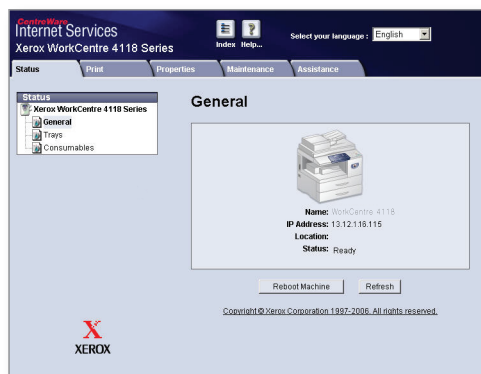 CentreWare
Internet Services
Xerox WorkCentre 4118 Series
Index Help...
Select your language : English
Status Print Properties Maintenance Assistance
Status
Xerox WorkCentre 4118 Series
General
Trays
Consumables
General
Name: WorkCentre 4118
IP Address: 13.12.116.115
Location:
Status: Ready
Reboot Machine Refresh
Copyright © Xerox Corporation 1997-2006. All rights reserved.
X
XEROX